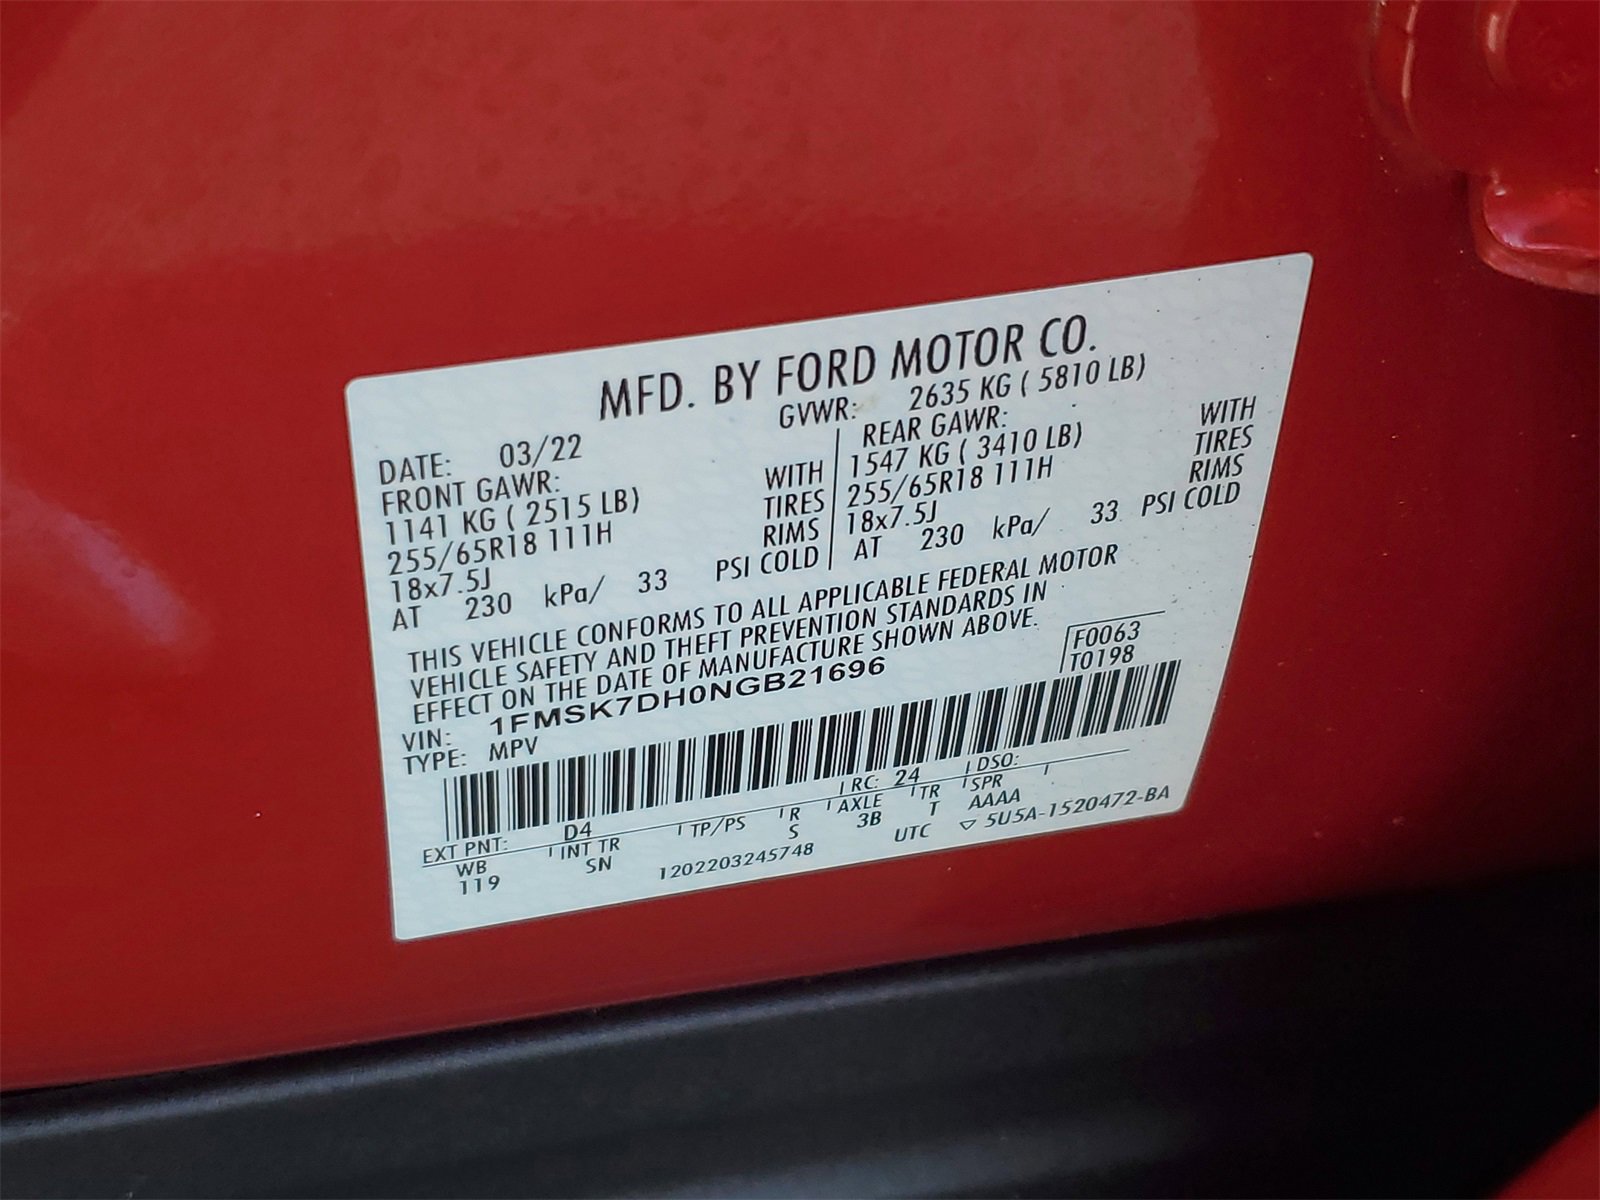 MFD. BY FORD MOTOR CO.
DATE: 03/22 GVWR: 2635 KG ( 5810 LB)
FRONT GAWR: REAR GAWR:
1141 KG ( 2515 LB) WITH 1547 KG ( 3410 LB) WITH
255/65R18 111H TIRES 255/65R18 111H TIRES
18x7.5J RIMS 18x7.5J RIMS
AT 230 kPa/ 33 PSI COLD AT 230 kPa/ 33 PSI COLD
THIS VEHICLE CONFORMS TO ALL APPLICABLE FEDERAL MOTOR
VEHICLE SAFETY AND THEFT PREVENTION STANDARDS IN
EFFECT ON THE DATE OF MANUFACTURE SHOWN ABOVE.
VIN: 1FMSK7DH0NGB21696 F0063
TYPE: MPV T0198
EXT PNT: D4 RC: 24 DSO:
WB INT TR TP/PS R AXLE TR SPR
119 SN S 3B T AAAA
1202203245748 UTC ▽ 5U5A-1520472-BA